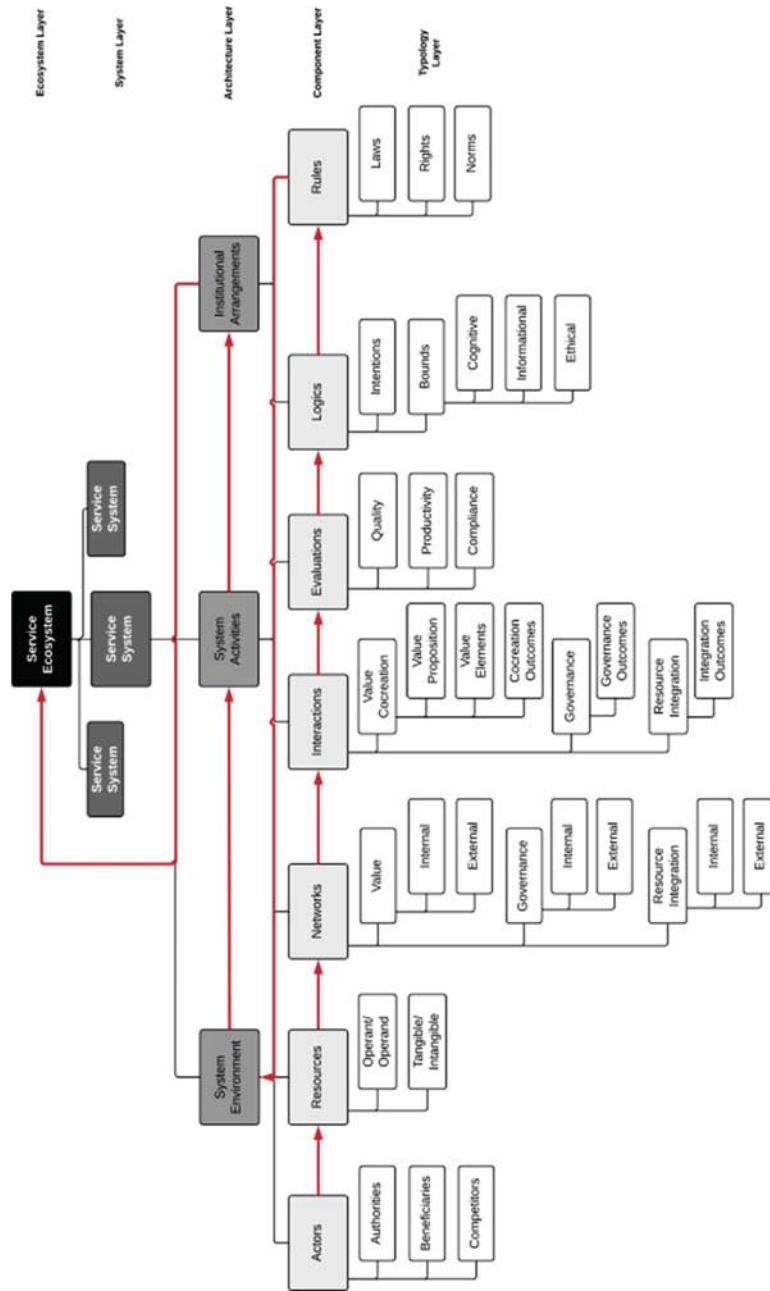 Ecosystem Layer
System Layer
Architecture Layer
Component Layer
Typology
Layer
Service
Ecosystem
Service
System
Service
System
Service
System
System
Environment
System
Activities
Institutional
Arrangements
Actors
Resources
Networks
Interactions
Evaluations
Logics
Rules
Authorities
Beneficiaries
Competitors
Operant/
Operand
Tangible/
Intangible
Value
Internal
External
Governance
Internal
External
Resource
Integration
Internal
External
Value
Cocreation
Value
Proposition
Value
Elements
Cocreation
Outcomes
Governance
Governance
Outcomes
Resource
Integration
Integration
Outcomes
Quality
Productivity
Compliance
Intentions
Bounds
Cognitive
Informational
Ethical
Laws
Rights
Norms